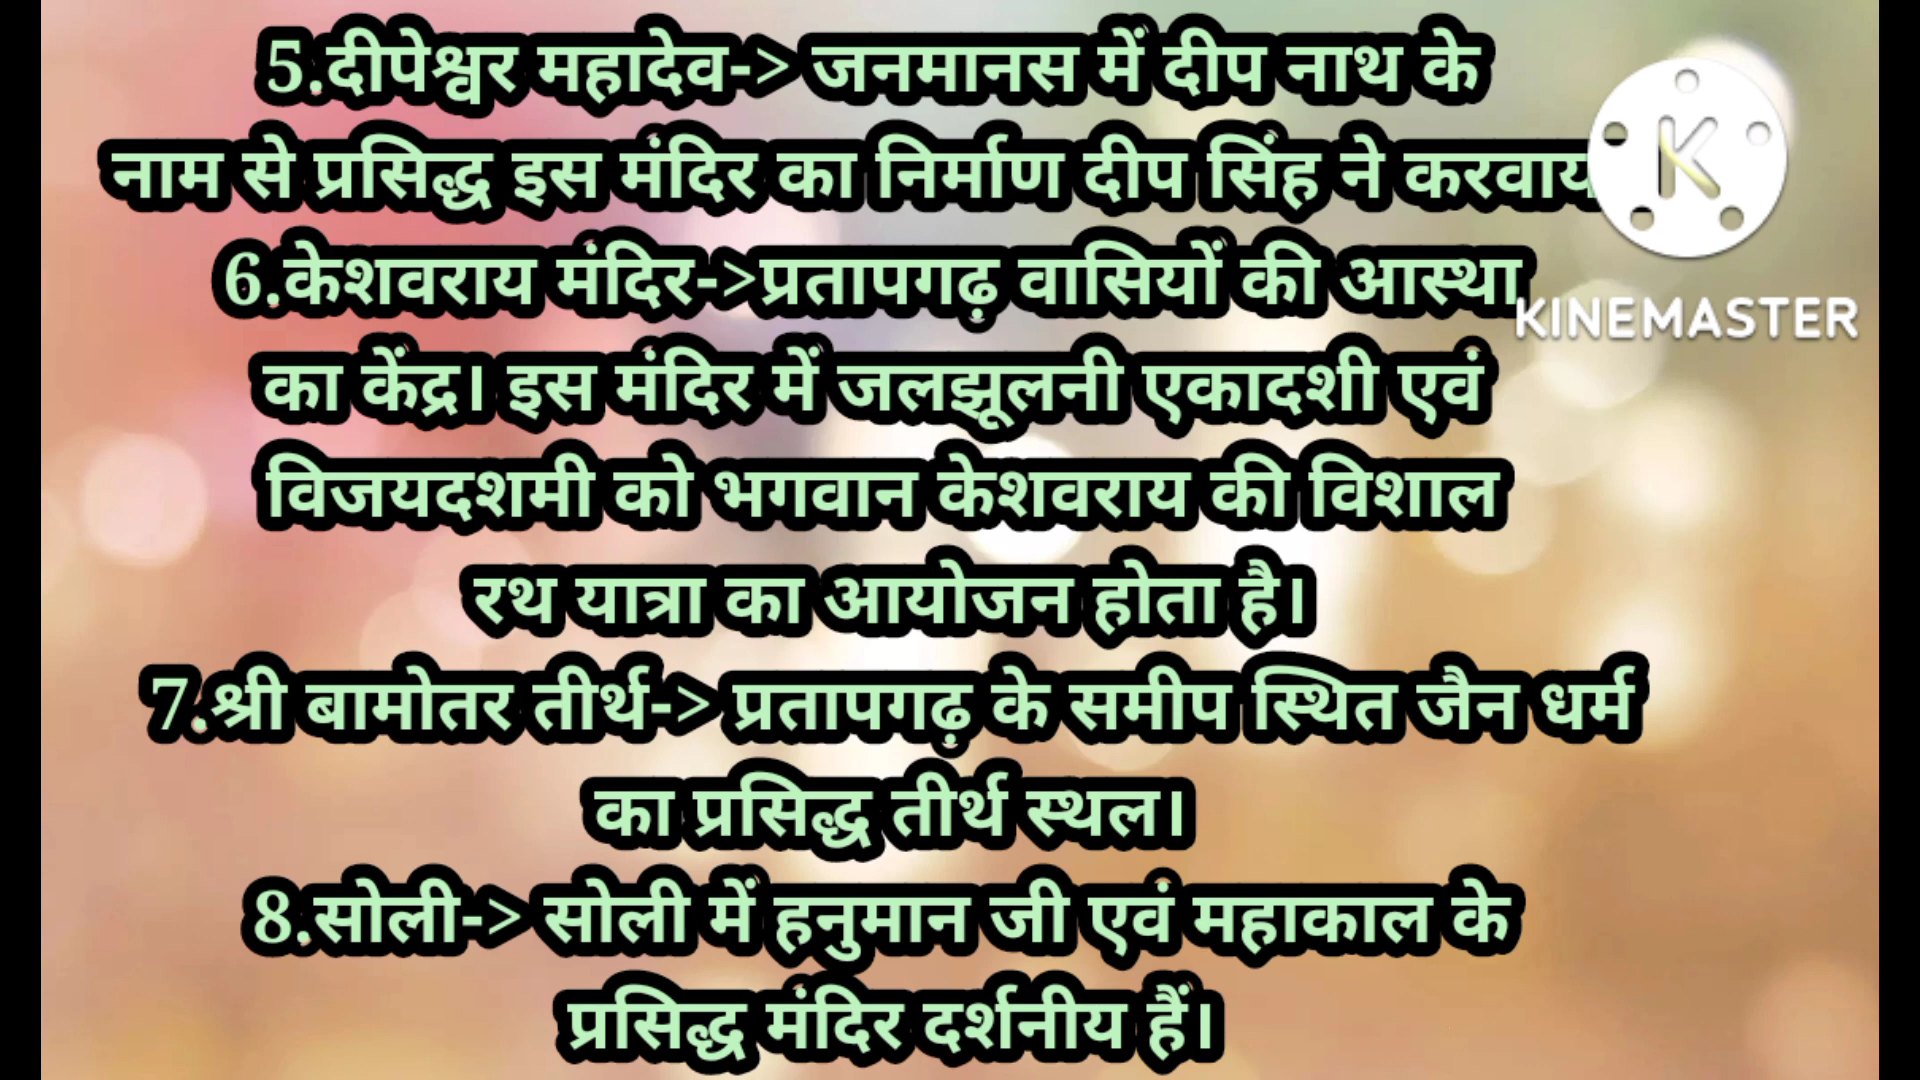 5.दीपेश्वर महादेव-> जनमानस में दीप नाथ के
नाम से प्रसिद्ध इस मंदिर का निर्माण दीप सिंह ने करवाय
6.केशवराय मंदिर->प्रतापगढ़ वासियों की आस्था
का केंद्र। इस मंदिर में जलझूलनी एकादशी एवं
विजयदशमी को भगवान केशवराय की विशाल
रथ यात्रा का आयोजन होता है।
7.श्री बामोतर तीर्थ-> प्रतापगढ़ के समीप स्थित जैन धर्म
का प्रसिद्ध तीर्थ स्थल।
8.सोली-> सोली में हनुमान जी एवं महाकाल के
प्रसिद्ध मंदिर दर्शनीय हैं।
K
KINEMASTER